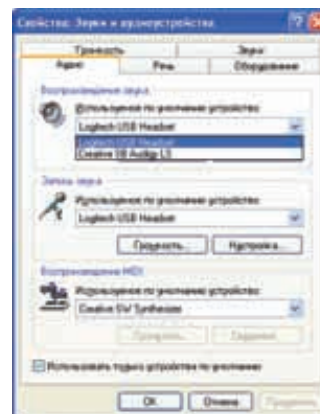 Свойства: Звуки и аудиоустройства
Громкость Звуки
Аудио Речь Оборудование
Воспроизведение звука
Используемое по умолчанию устройство:
Logitech USB Headset
Logitech USB Headset
Creative SB Audigy LS
Запись звука
Используемое по умолчанию устройство:
Logitech USB Headset
Громкость... Настройка...
Воспроизведение MIDI
Используемое по умолчанию устройство:
Creative SW Synthesizer
Громкость...
Использовать только устройства по умолчанию
OK Отмена Применить